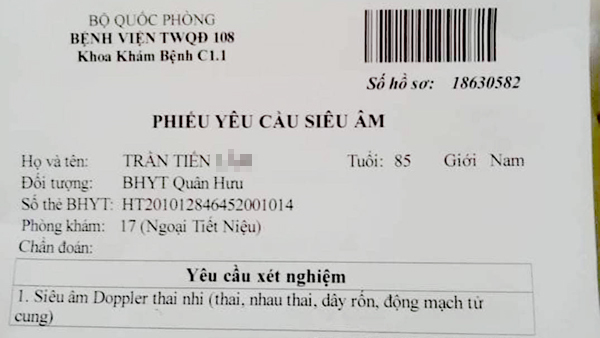 BỘ QUỐC PHÒNG
BỆNH VIỆN TWQĐ 108
Khoa Khám Bệnh C1.1
Số hồ sơ: 18630582
PHIẾU YÊU CẦU SIÊU ÂM
Họ và tên: TRẦN TIẾN
Tuổi: 85 Giới Nam
Đối tượng: BHYT Quân Hưu
Số thẻ BHYT: HT201012846452001014
Phòng khám: 17 (Ngoại Tiết Niệu)
Chẩn đoán:
Yêu cầu xét nghiệm
1. Siêu âm Doppler thai nhi (thai, nhau thai, dây rốn, động mạch tử
cung)